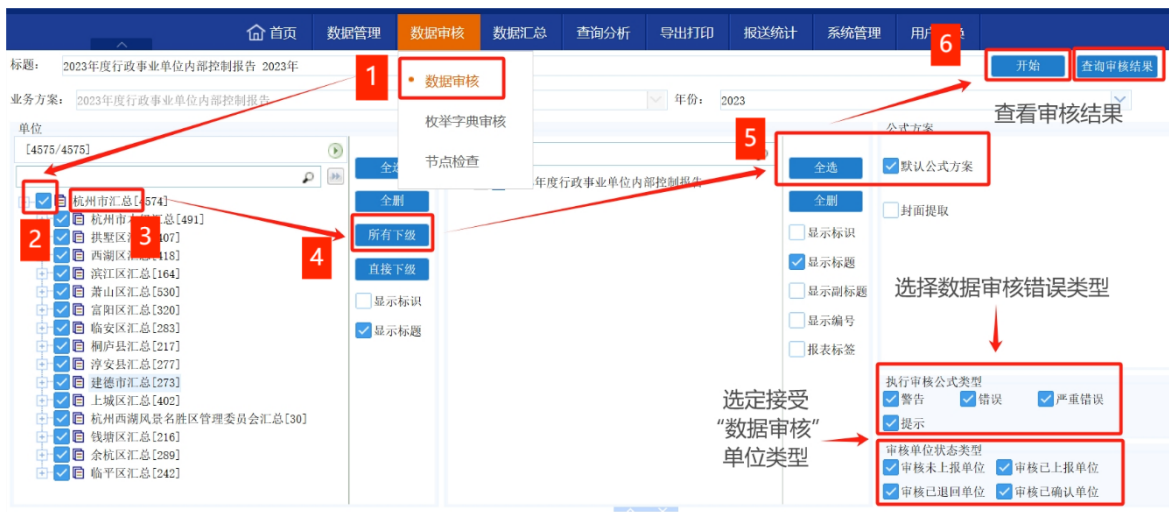 首页 数据管理 数据审核 数据汇总 查询分析 导出打印 报送统计 系统管理 用户
6
标题： 2023年度行政事业单位内部控制报告 2023年
1
数据审核
开始 查询审核结果
业务方案： 2023年度行政事业单位内部控制报告
年份： 2023
枚举字典审核
查看审核结果
单位
公式方案
[4575/4575]
5
节点检查
全选
全选
默认公式方案
年度行政事业单位内部控制报告
杭州市汇总[4574]
全删
全删
封面提取
2
3
4
杭州市本级汇总[491]
拱墅区汇总[407]
所有下级
显示标识
西湖区汇总[418]
滨江区汇总[164]
直接下级
显示标题
萧山区汇总[530]
显示副标题
选择数据审核错误类型
富阳区汇总[320]
显示标识
临安区汇总[283]
显示标题
显示编号
桐庐县汇总[217]
报表标签
淳安县汇总[277]
建德市汇总[273]
执行审核公式类型
上城区汇总[402]
警告 错误 严重错误
杭州西湖风景名胜区管理委员会汇总[30]
提示
钱塘区汇总[216]
余杭区汇总[289]
临平区汇总[242]
选定接受
“数据审核”
单位类型
审核单位状态类型
审核未上报单位 审核已上报单位
审核已退回单位 审核已确认单位